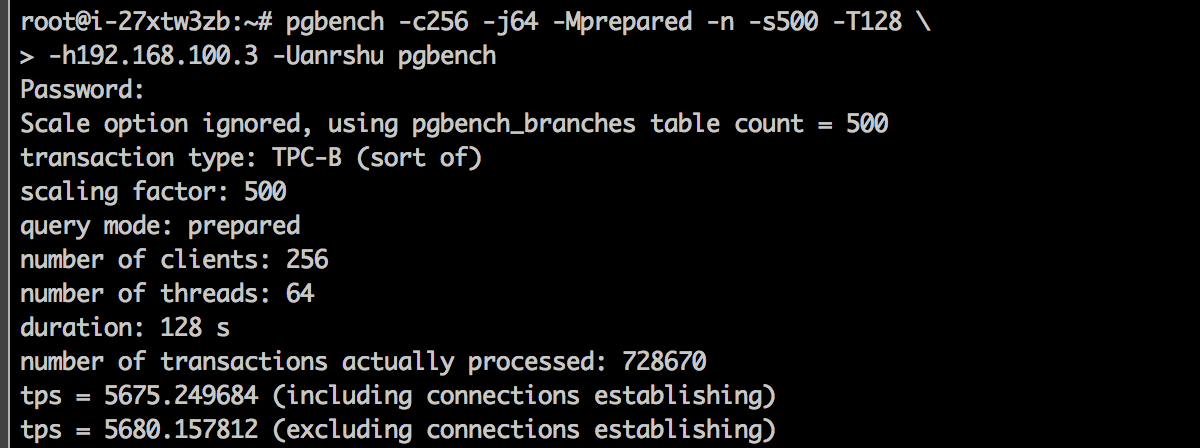 root@i-27xtw3zb:~# pgbench -c256 -j64 -Mprepared -n -s500 -T128 \
> -h192.168.100.3 -Uanrshu pgbench
Password:
Scale option ignored, using pgbench_branches table count = 500
transaction type: TPC-B (sort of)
scaling factor: 500
query mode: prepared
number of clients: 256
number of threads: 64
duration: 128 s
number of transactions actually processed: 728670
tps = 5675.249684 (including connections establishing)
tps = 5680.157812 (excluding connections establishing)